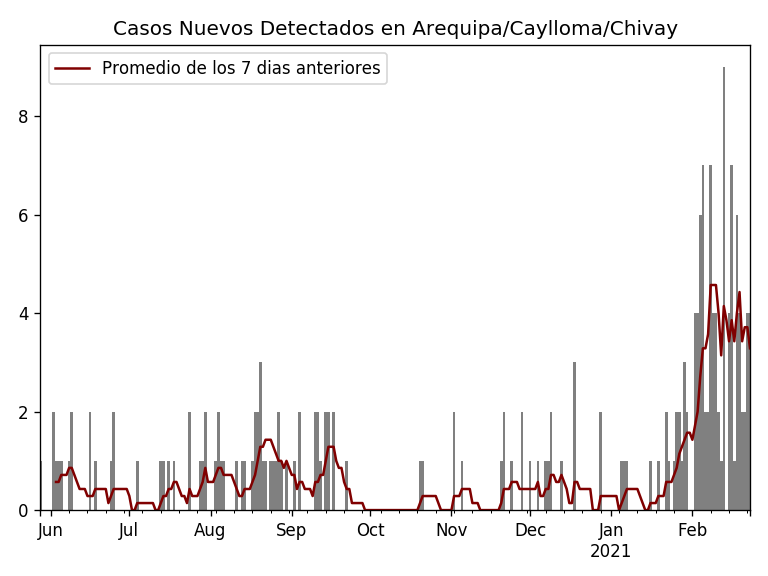 Casos Nuevos Detectados en Arequipa/Caylloma/Chivay
Promedio de los 7 dias anteriores
8
6
4
2
0
Jun Jul Aug Sep Oct Nov Dec Jan Feb
2021